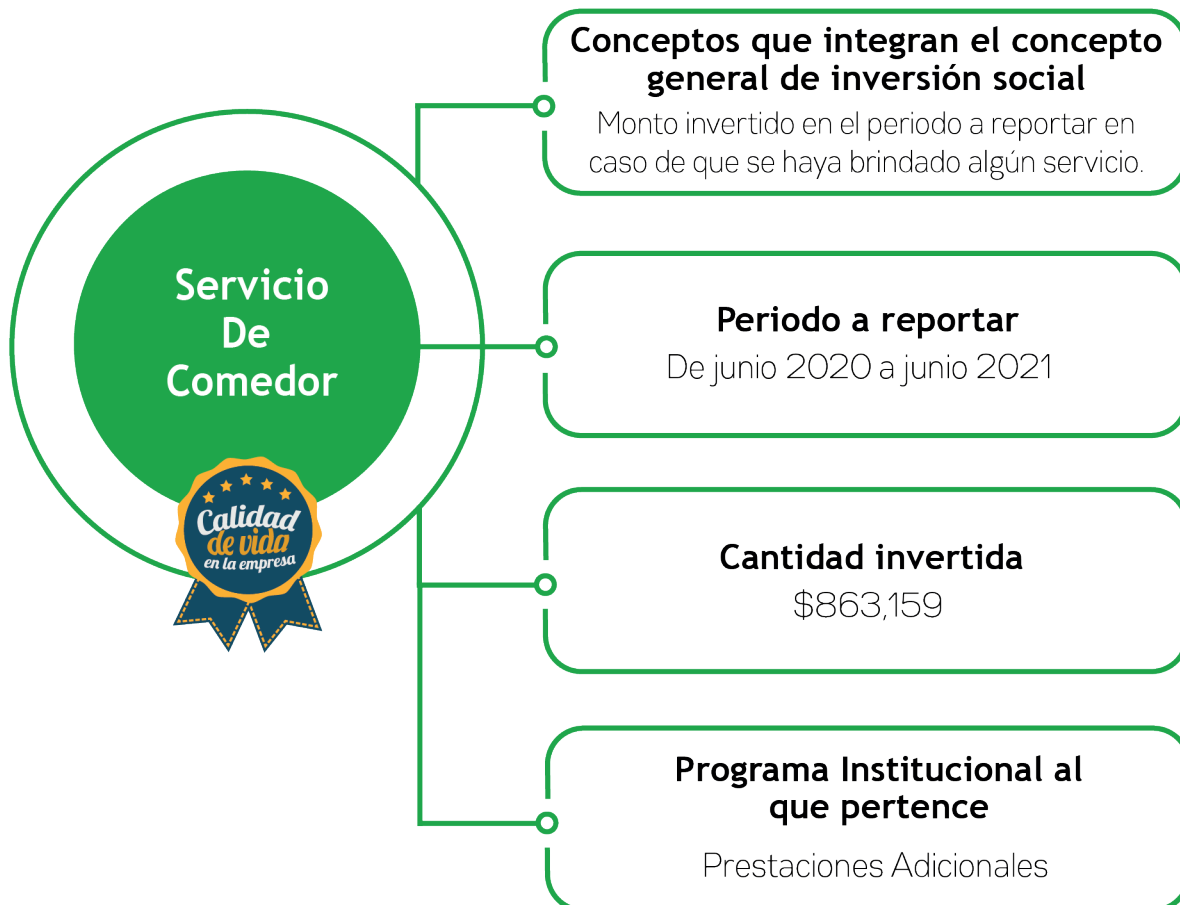 Servicio
De
Comedor
Calidad
de vida
en la empresa
Conceptos que integran el concepto
general de inversión social
Monto invertido en el periodo a reportar en
caso de que se haya brindado algún servicio.
Periodo a reportar
De junio 2020 a junio 2021
Cantidad invertida
$863,159
Programa Institucional al
que pertence
Prestaciones Adicionales